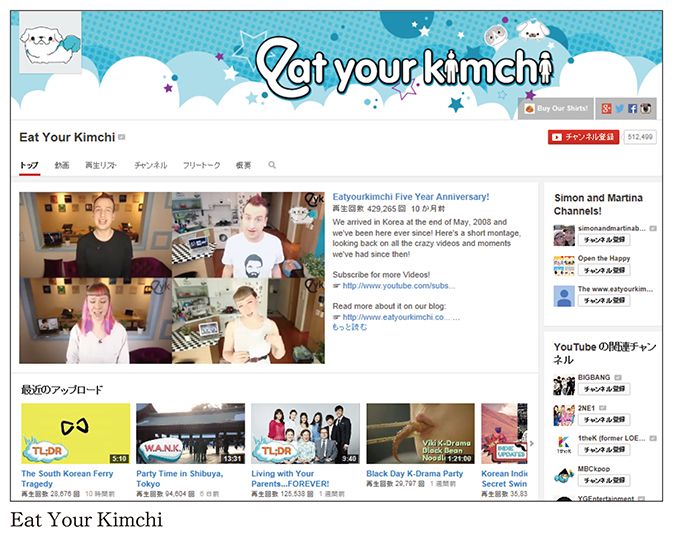 eat your kimchi
Buy Our Shirts!
Eat Your Kimchi
チャンネル登録 512,499
トップ 動画 再生リスト チャンネル フリートーク 概要
Eatyourkimchi Five Year Anniversary!
再生回数 429,265 回 10 か月前
We arrived in Korea at the end of May, 2008 and
we've been here ever since! Here's a short montage,
looking back on all the crazy videos and moments
we've had since then!
Subscribe for more Videos!
☞ http://www.youtube.com/subs...
Read more about it on our blog:
☞ http://www.eatyourkimchi.co... ...
もっと読む
Simon and Martina
Channels!
simonandmartinab...
チャンネル登録
Open the Happy
チャンネル登録
The www.eatyourkim...
チャンネル登録
YouTube の関連チャン
ネル
BIGBANG
チャンネル登録
2NE1
チャンネル登録
1theK (former LOE...
チャンネル登録
MBCkpop
チャンネル登録
YGEntertainment
最近のアップロード
TL;DR
5:10
The South Korean Ferry
Tragedy
再生回数 28,676 回 10 時間前
W.A.N.K.
13:31
Party Time in Shibuya,
Tokyo
再生回数 94,604 回 6 日前
TL;DR
9:40
Living with Your
Parents...FOREVER!
再生回数 125,538 回 1 週間前
Viki K-Drama
Black Bean
Noodle
1:21:00
Black Day K-Drama Party
再生回数 29,797 回 1 週間前
INDIE
UPDATES
Korean Indie
Secret Swin
再生回数 35,83
Eat Your Kimchi